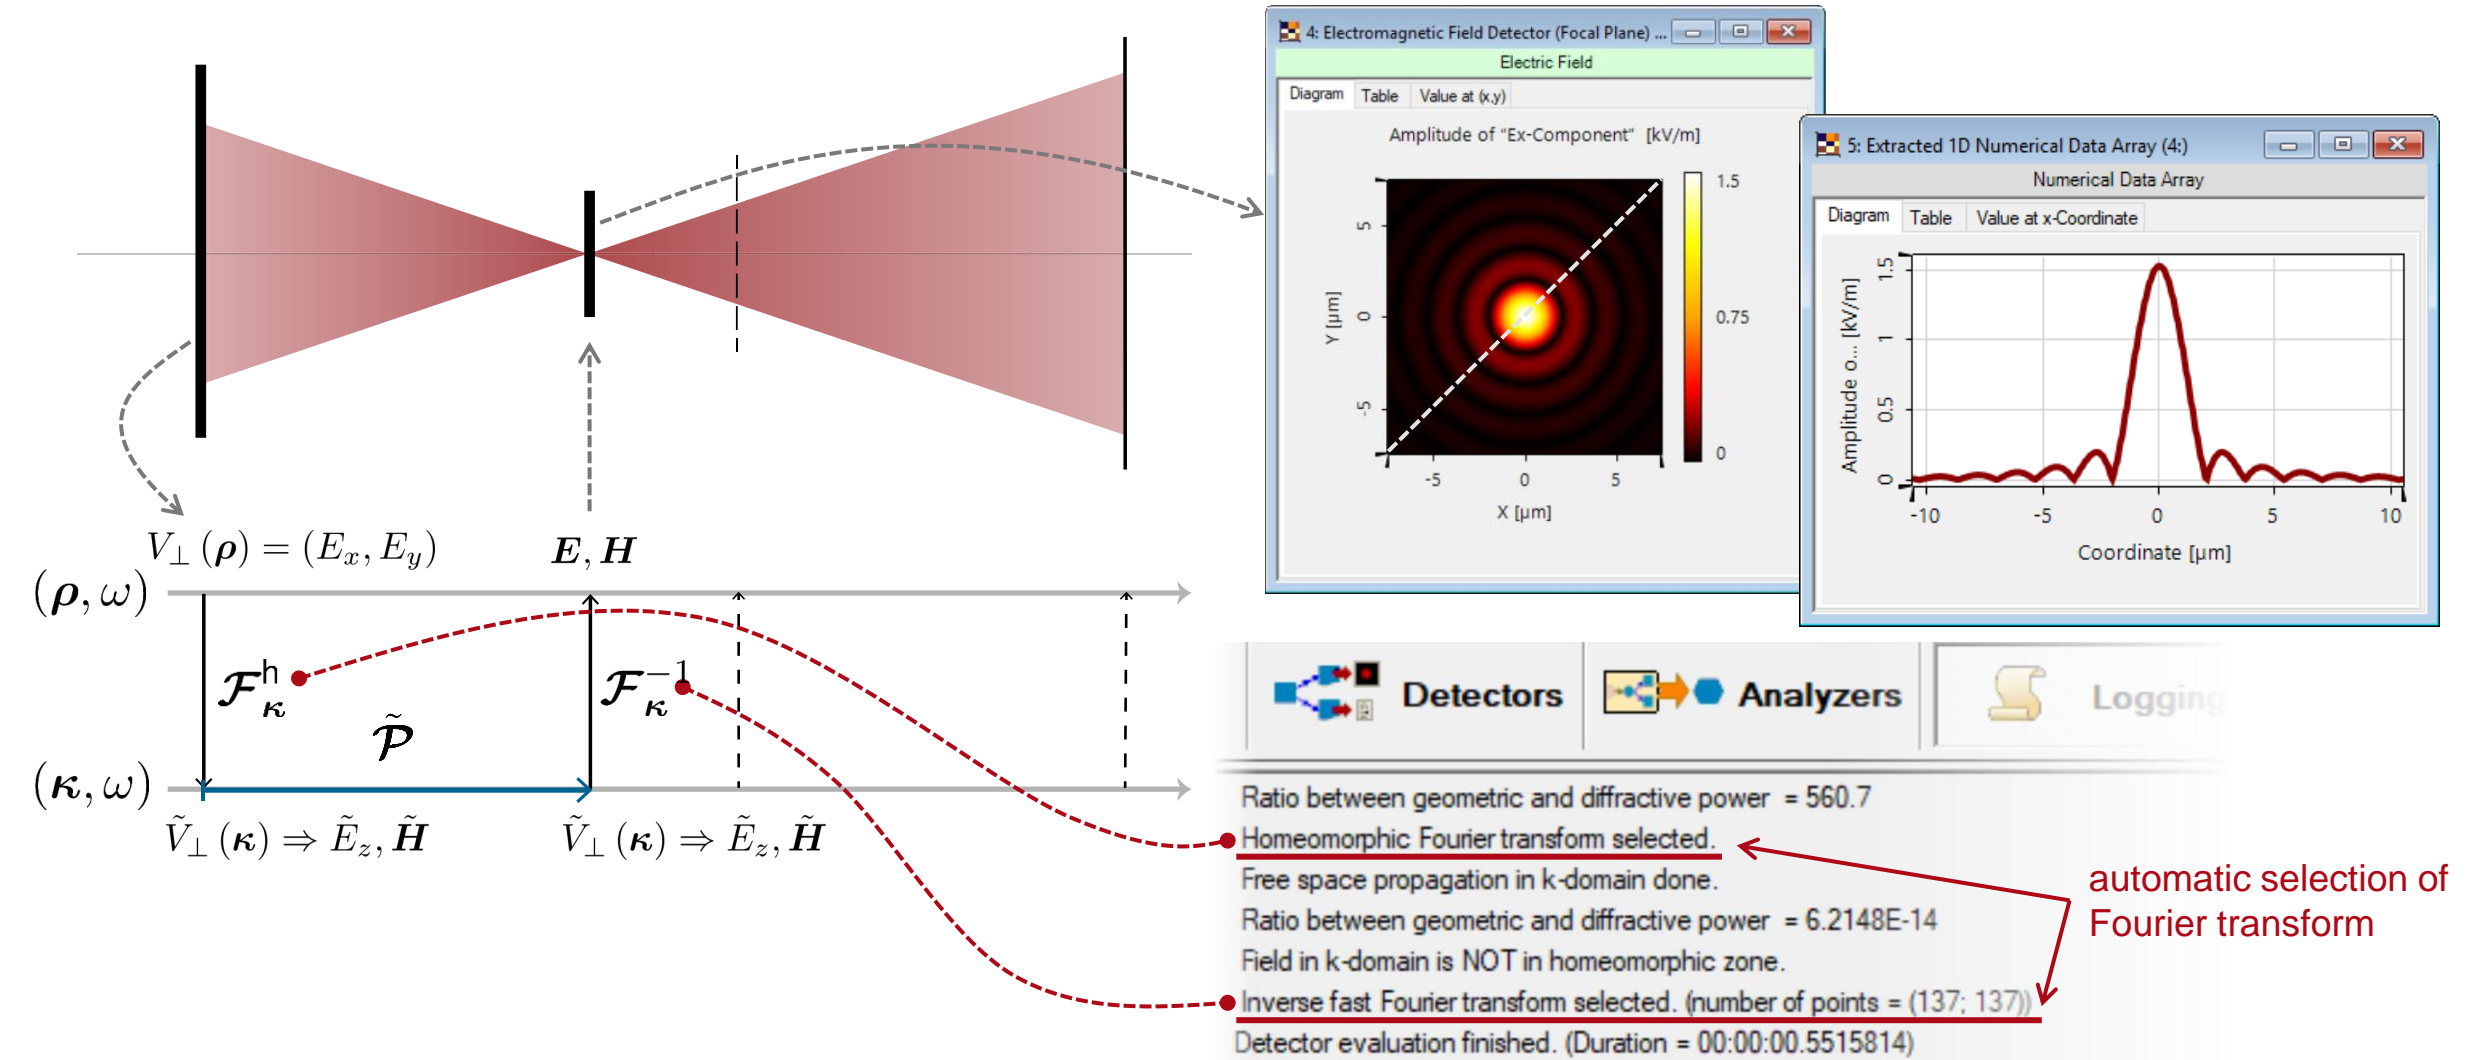 4: Electromagnetic Field Detector (Focal Plane) ...
Electric Field
Diagram Table Value at (x,y)
Amplitude of "Ex-Component" [kV/m]
1.5
0.75
0
Y [µm]
5
0
-5
-5 0 5
X [µm]
5: Extracted 1D Numerical Data Array (4:)
Numerical Data Array
Diagram Table Value at x-Coordinate
Amplitude o... [kV/m]
1.5
1
0.5
0
-10 -5 0 5 10
Coordinate [µm]
V⊥ (ρ) = (Ex, Ey)
E, H
(ρ, ω)
ℱκʰ
ℱκ⁻¹
𝒫̃
(κ, ω)
Ṽ⊥ (κ) ⇒ Ẽz, H̃
Ṽ⊥ (κ) ⇒ Ẽz, H̃
Detectors
Analyzers
Logging
Ratio between geometric and diffractive power = 560.7
Homeomorphic Fourier transform selected.
Free space propagation in k-domain done.
Ratio between geometric and diffractive power = 6.2148E-14
Field in k-domain is NOT in homeomorphic zone.
Inverse fast Fourier transform selected. (number of points = (137; 137))
Detector evaluation finished. (Duration = 00:00:00.5515814)
automatic selection of
Fourier transform